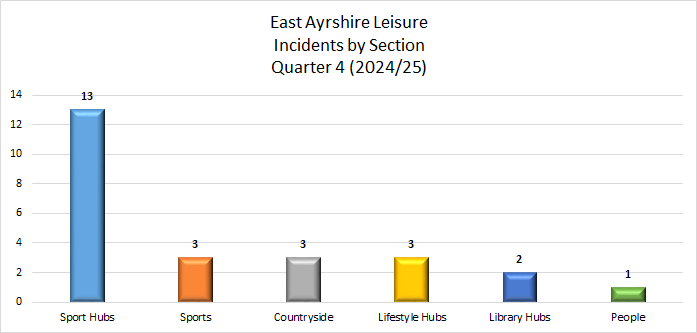 East Ayrshire Leisure
Incidents by Section
Quarter 4 (2024/25)
14
12
10
8
6
4
2
0
13
3
3
3
2
1
Sport Hubs
Sports
Countryside
Lifestyle Hubs
Library Hubs
People